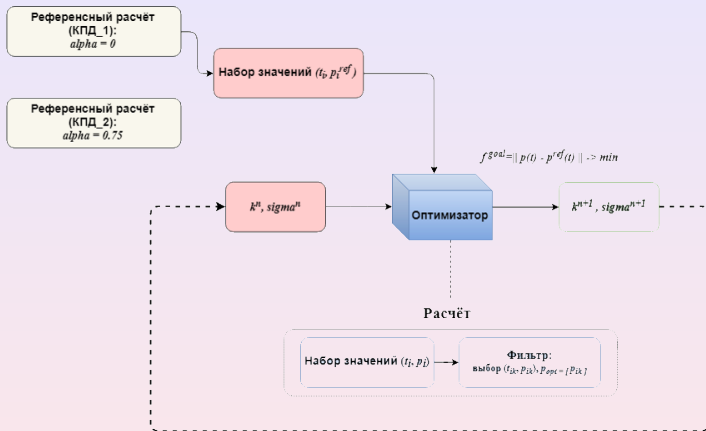 Референсный расчёт
(КПД_1):
alpha = 0
Набор значений (tᵢ, pᵢʳᵉᶠ)
Референсный расчёт
(КПД_2):
alpha = 0.75
f ᵍᵒᵃˡ=|| p(t) - pʳᵉᶠ(t) || -> min
kⁿ, sigmaⁿ
Оптимизатор
kⁿ⁺¹ , sigmaⁿ⁺¹
Расчёт
Набор значений (tᵢ, pᵢ)
Фильтр:
выбор (tᵢₖ, pᵢₖ), pₒₚₜ = [ pᵢₖ ]